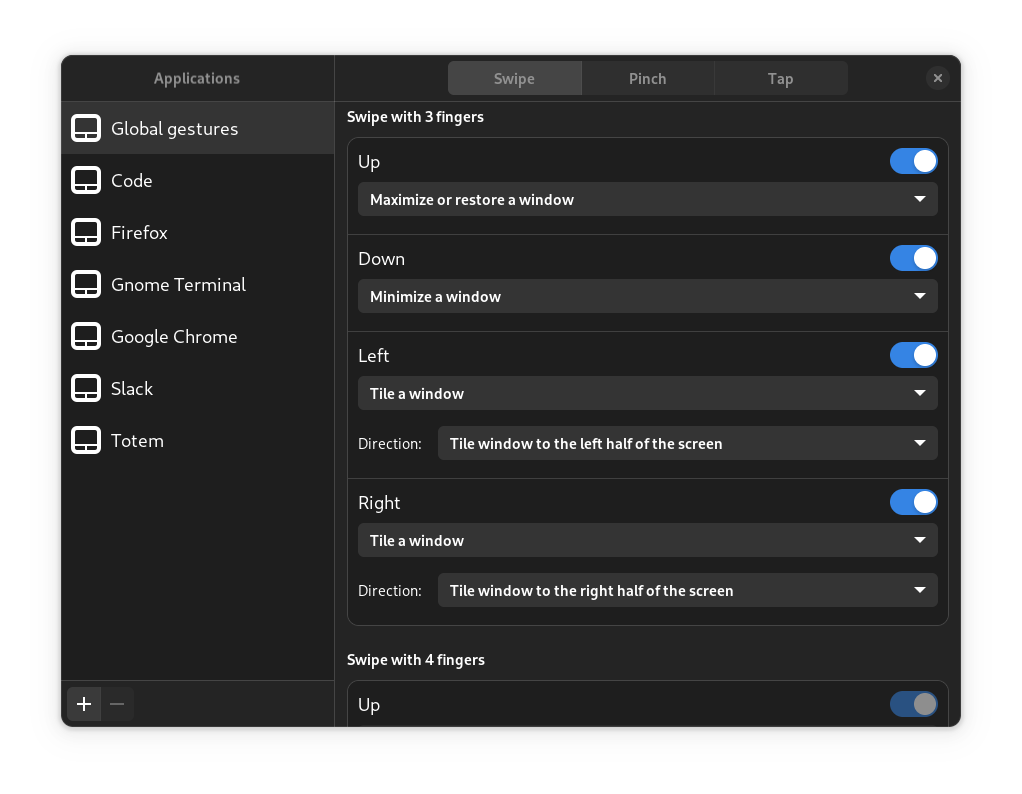 Applications
Swipe
Pinch
Tap
Global gestures
Code
Firefox
Gnome Terminal
Google Chrome
Slack
Totem
Swipe with 3 fingers
Up
Maximize or restore a window
Down
Minimize a window
Left
Tile a window
Direction: Tile window to the left half of the screen
Right
Tile a window
Direction: Tile window to the right half of the screen
Swipe with 4 fingers
Up